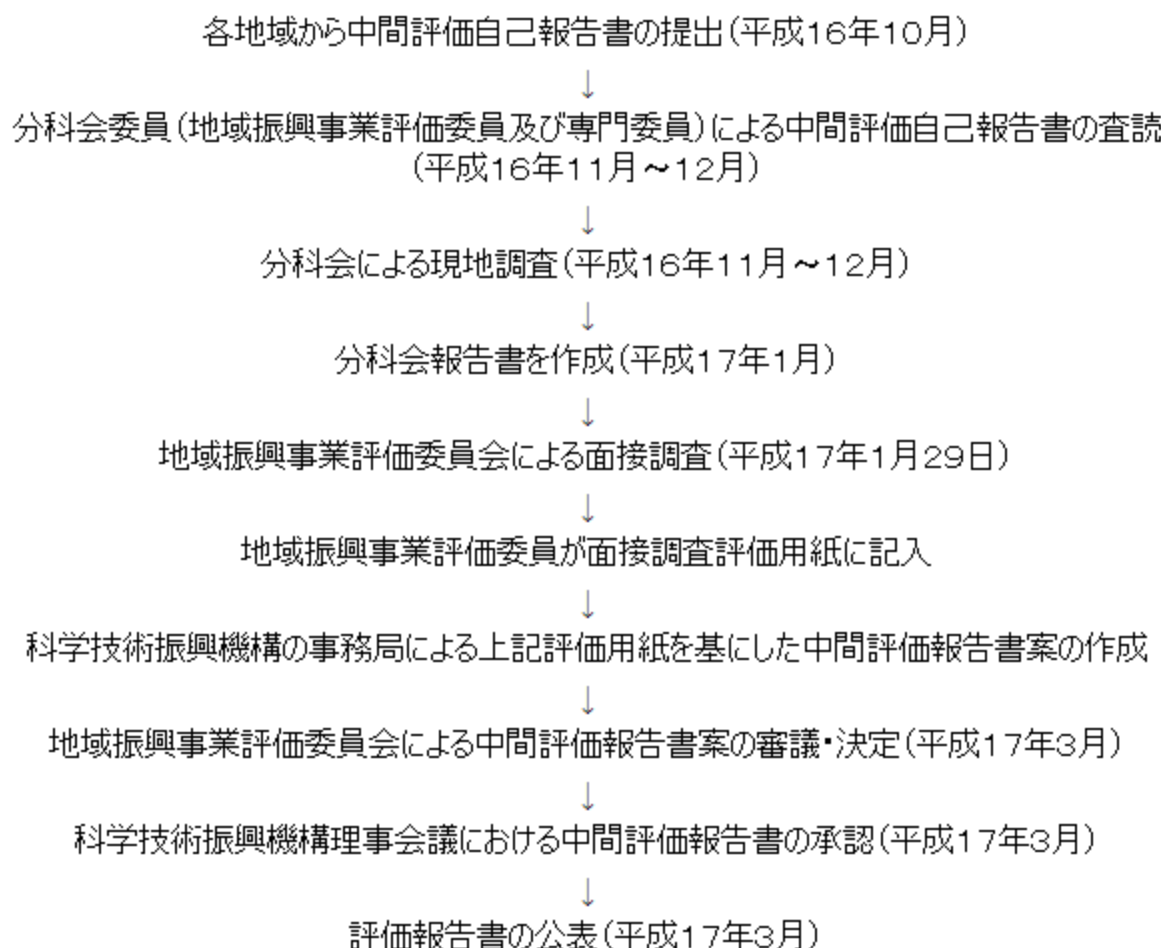 各地域から中間評価自己報告書の提出(平成16年10月)
↓
分科会委員(地域振興事業評価委員及び専門委員)による中間評価自己報告書の査読
(平成16年11月～12月)
↓
分科会による現地調査(平成16年11月～12月)
↓
分科会報告書を作成(平成17年1月)
↓
地域振興事業評価委員会による面接調査(平成17年1月29日)
↓
地域振興事業評価委員が面接調査評価用紙に記入
↓
科学技術振興機構の事務局による上記評価用紙を基にした中間評価報告書案の作成
↓
地域振興事業評価委員会による中間評価報告書案の審議・決定(平成17年3月)
↓
科学技術振興機構理事会議における中間評価報告書の承認(平成17年3月)
↓
評価報告書の公表(平成17年3月)